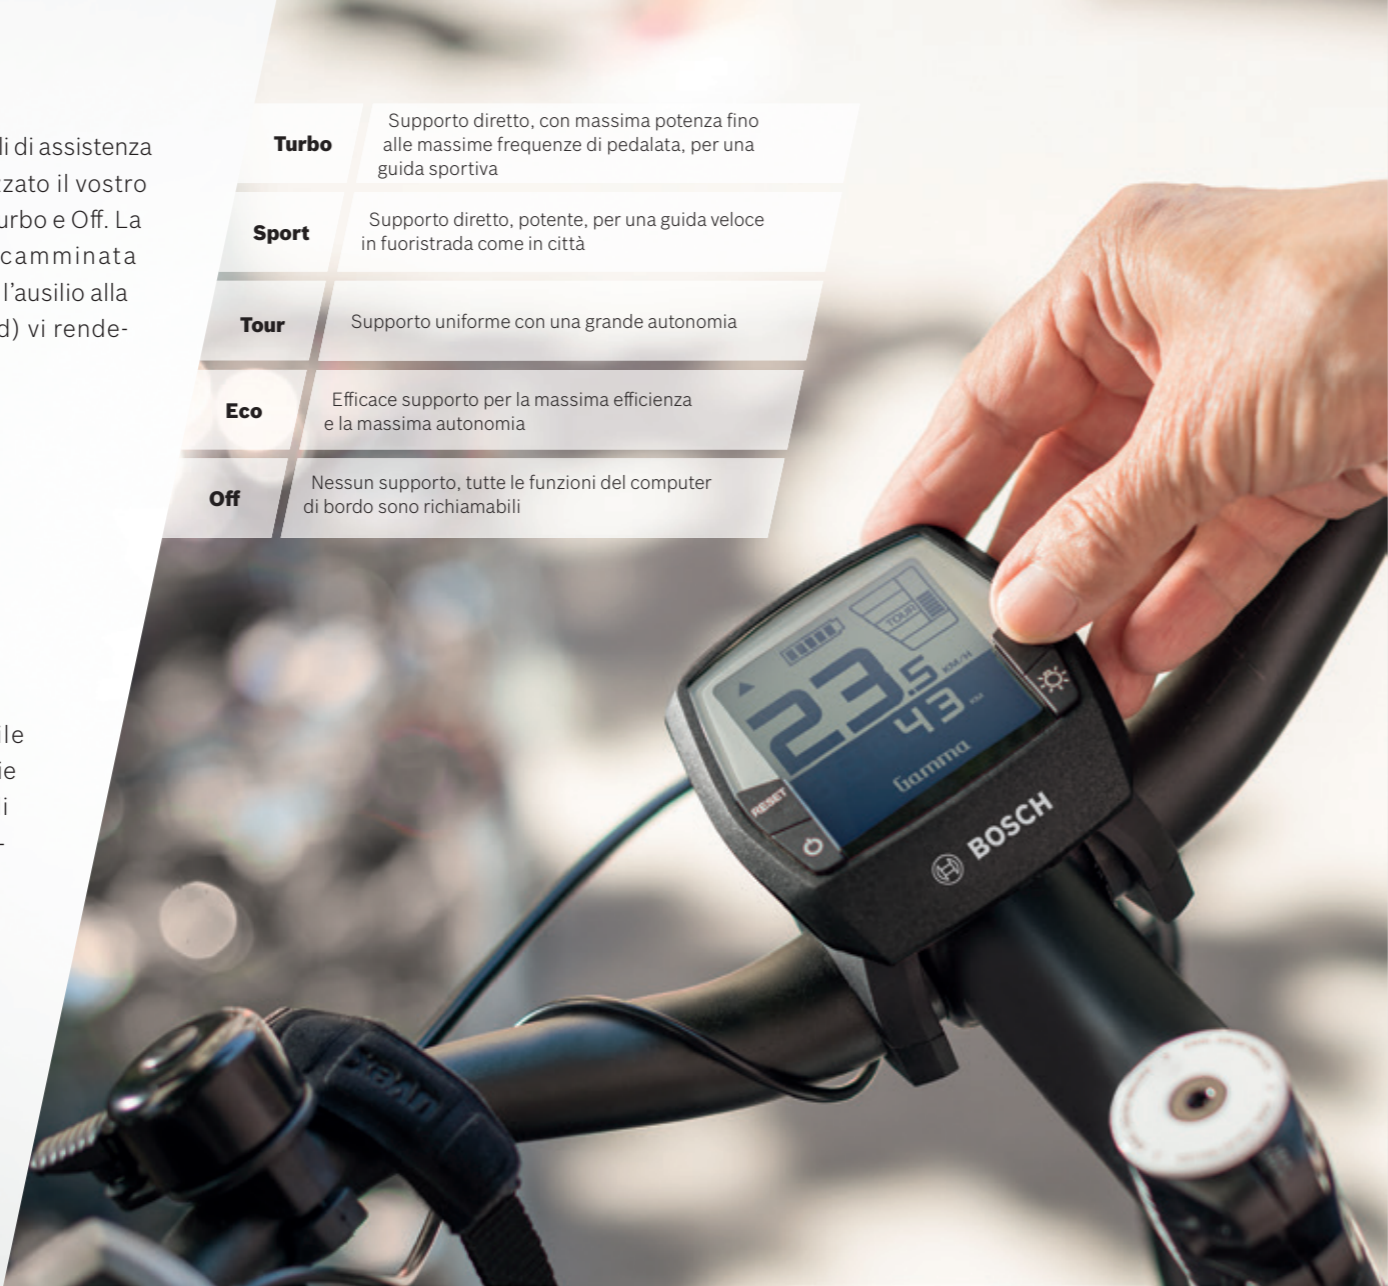 li di assistenza
zzato il vostro
urbo e Off. La
camminata
l’ausilio alla
d) vi rende-
ile
ie
i
-
Turbo
Supporto diretto, con massima potenza fino
alle massime frequenze di pedalata, per una
guida sportiva
Sport
Supporto diretto, potente, per una guida veloce
in fuoristrada come in città
Tour
Supporto uniforme con una grande autonomia
Eco
Efficace supporto per la massima efficienza
e la massima autonomia
Off
Nessun supporto, tutte le funzioni del computer
di bordo sono richiamabili
TOUR
23.5 KM/H
43 KM
Gamma
RESET
BOSCH